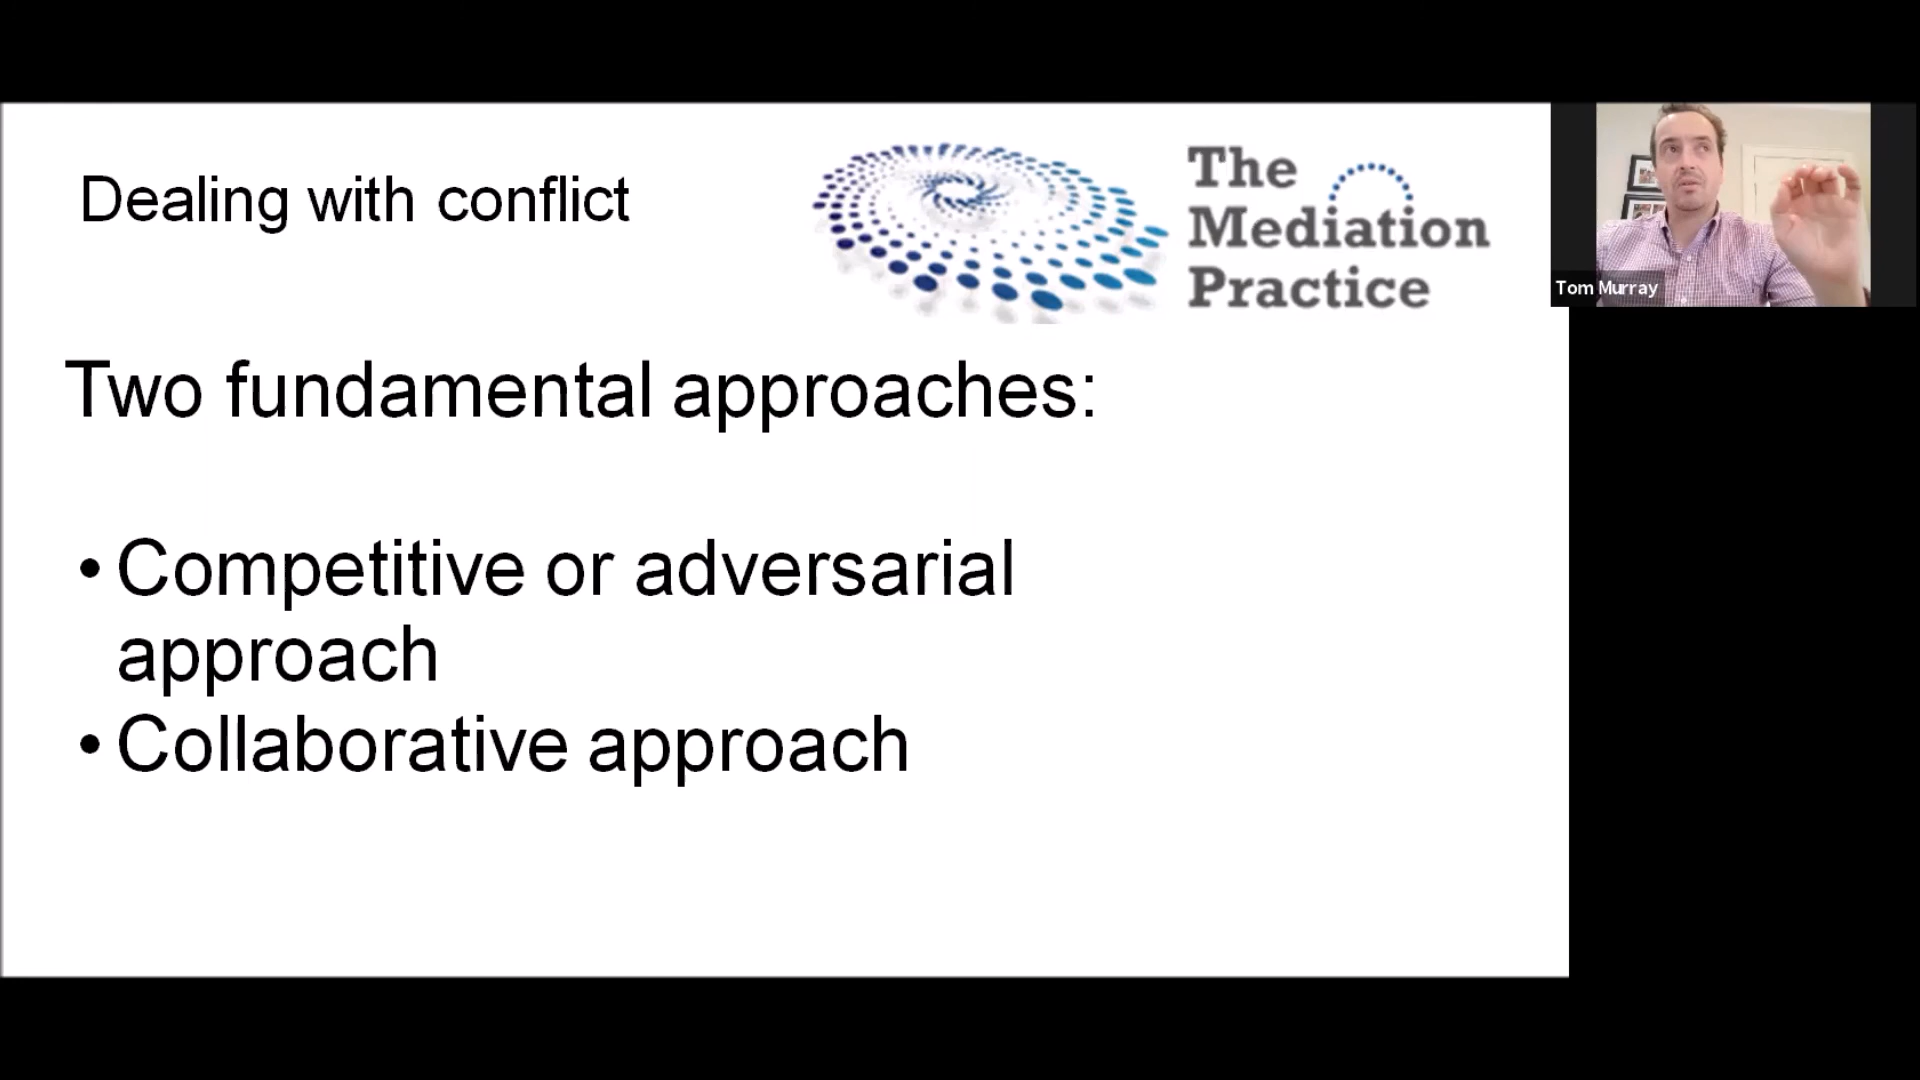 Dealing with conflict
The
Mediation
Practice
Tom Murray
Two fundamental approaches:
• Competitive or adversarial
approach
• Collaborative approach